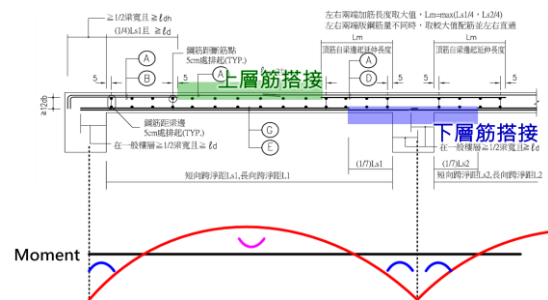 ≧1/2梁寬且≧ℓdh
(1/4)Ls1且≧ℓd
左右兩端加筋長度取大值，Lm=max(Ls1/4，Ls2/4)
左右兩端版鋼筋量不同時，取較大值配筋並左右直通
Lm
Lm
鋼筋距斷筋點
5cm處排起(TYP.)
頂筋自梁邊起延伸長度
頂筋自梁邊起延伸長度
5
A
B
5
A
上層筋搭接
5
A
D
5
5
5
≧12db
鋼筋距梁邊
5cm處排起(TYP.)
G
E
下層筋搭接
在一般樓層≧1/2梁寬且≧ℓd
在一般樓層≧1/2梁寬且≧ℓd
(1/7)Ls1
(1/7)Ls2
短向跨淨距Ls1,長向跨淨距L1
短向跨淨距Ls2,長向跨淨距L2
Moment